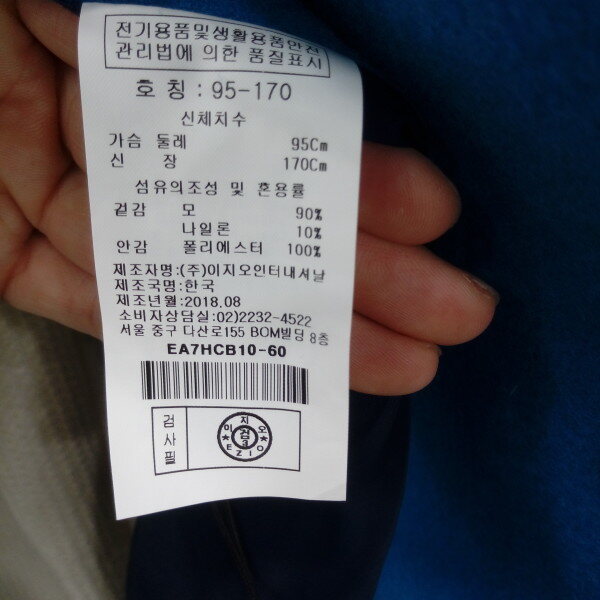 전기용품및생활용품안전
관리법에 의한 품질표시
호 칭 : 95-170
신체치수
가슴 둘레 95Cm
신 장 170Cm
섬유의조성 및 혼용률
겉감 모 90%
나일론 10%
안감 폴리에스터 100%
제조자명:(주)이지오인터내셔날
제조국명:한국
제조년월:2018.08
소비자상담실:02)2232-4522
서울 중구 다산로155 BOM빌딩 8층
EA7HCB10-60
검사필
이지오
검
3
EZIO